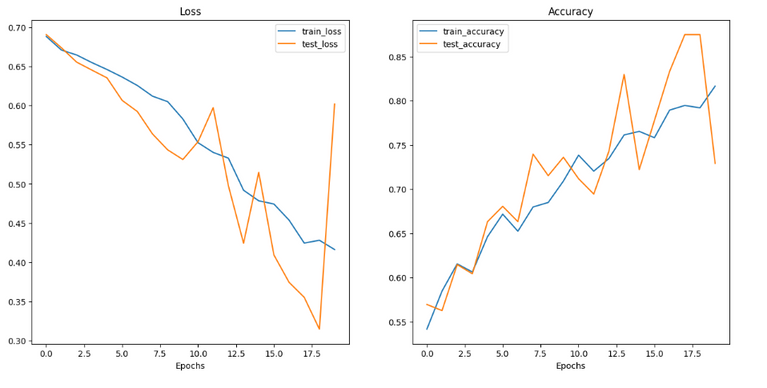 Loss
0.70
0.65
0.60
0.55
0.50
0.45
0.40
0.35
0.30
train_loss
test_loss
0.0 2.5 5.0 7.5 10.0 12.5 15.0 17.5
Epochs
Accuracy
0.85
0.80
0.75
0.70
0.65
0.60
0.55
train_accuracy
test_accuracy
0.0 2.5 5.0 7.5 10.0 12.5 15.0 17.5
Epochs